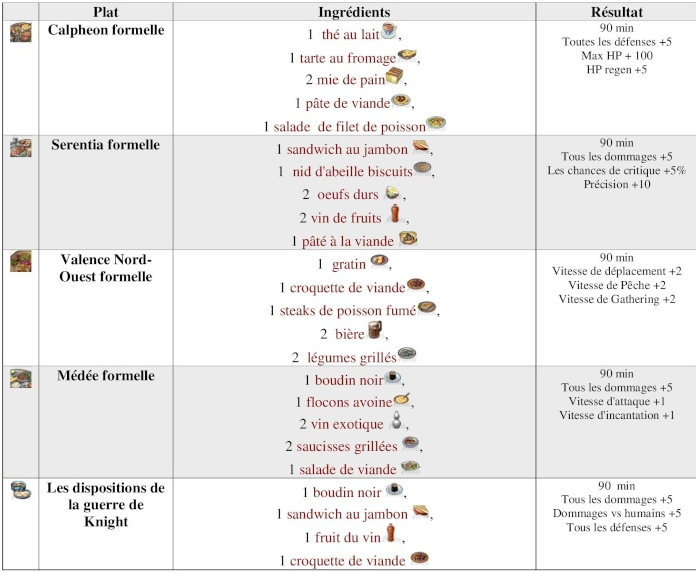 Plat Ingrédients Résultat
Calpheon formelle
1 thé au lait,
1 tarte au fromage,
2 mie de pain,
1 pâte de viande,
1 salade de filet de poisson
90 min
Toutes les défenses +5
Max HP + 100
HP regen +5
Serentia formelle
1 sandwich au jambon,
1 nid d'abeille biscuits,
2 oeufs durs,
2 vin de fruits,
1 pâté à la viande
90 min
Tous les dommages +5
Les chances de critique +5%
Précision +10
Valence Nord-
Ouest formelle
1 gratin,
1 croquette de viande,
1 steaks de poisson fumé,
2 bière,
2 légumes grillés
90 min
Vitesse de déplacement +2
Vitesse de Pêche +2
Vitesse de Gathering +2
Médée formelle
1 boudin noir,
1 flocons avoine,
2 vin exotique,
2 saucisses grillées,
1 salade de viande
90 min
Tous les dommages +5
Vitesse d'attaque +1
Vitesse d'incantation +1
Les dispositions de
la guerre de
Knight
1 boudin noir,
1 sandwich au jambon,
1 fruit du vin,
1 croquette de viande
90 min
Tous les dommages +5
Dommages vs humains +5
Tous les défenses +5